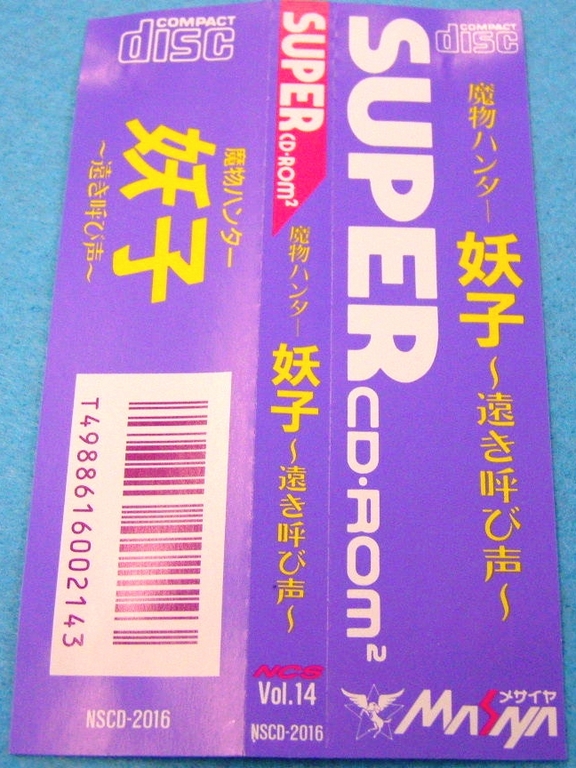 COMPACT
disc
魔物ハンター
妖子
~遠き呼び声~
T4988616002143
NSCD-2016
SUPER CD-ROM²
魔物ハンター 妖子~遠き呼び声~
NCS
Vol.14
NSCD-2016
SUPER CD・ROM²
COMPACT
disc
魔物ハンター 妖子~遠き呼び声~
メサイヤ
MASAYA